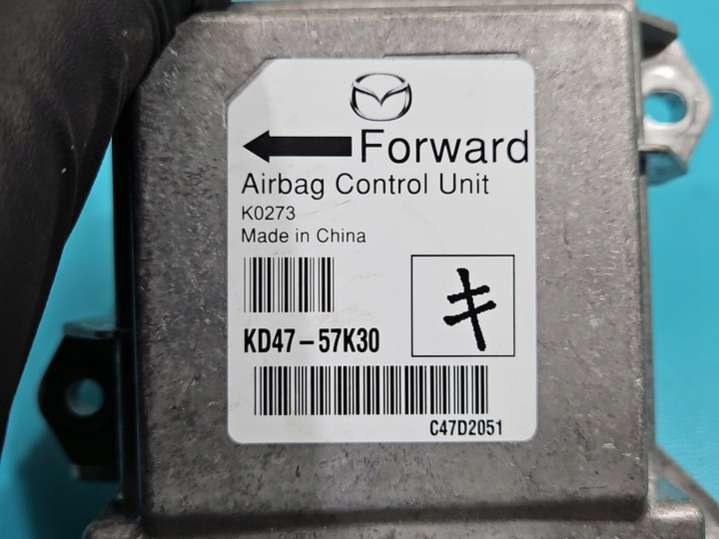 Forward
Airbag Control Unit
K0273
Made in China
キ
KD47-57K30
C47D2051